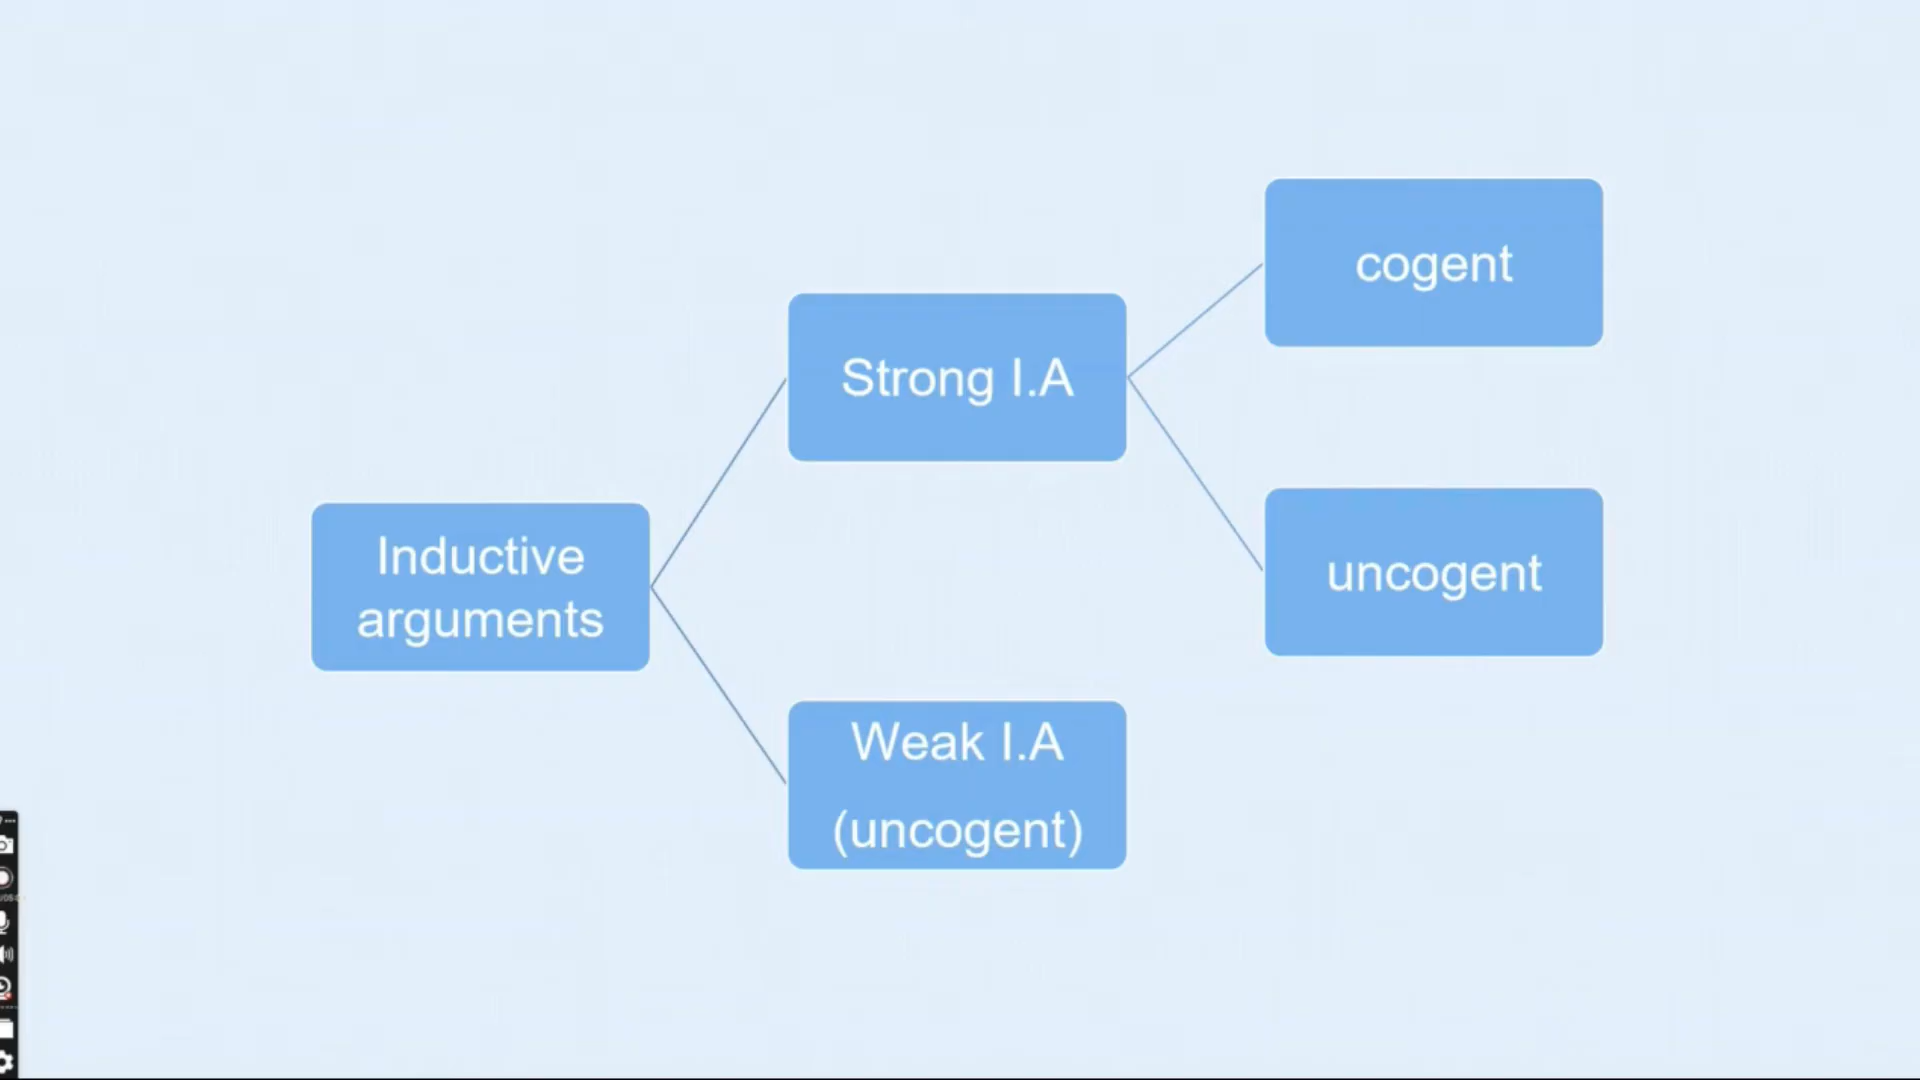 cogent
Strong I.A
Inductive
arguments
uncogent
Weak I.A
(uncogent)